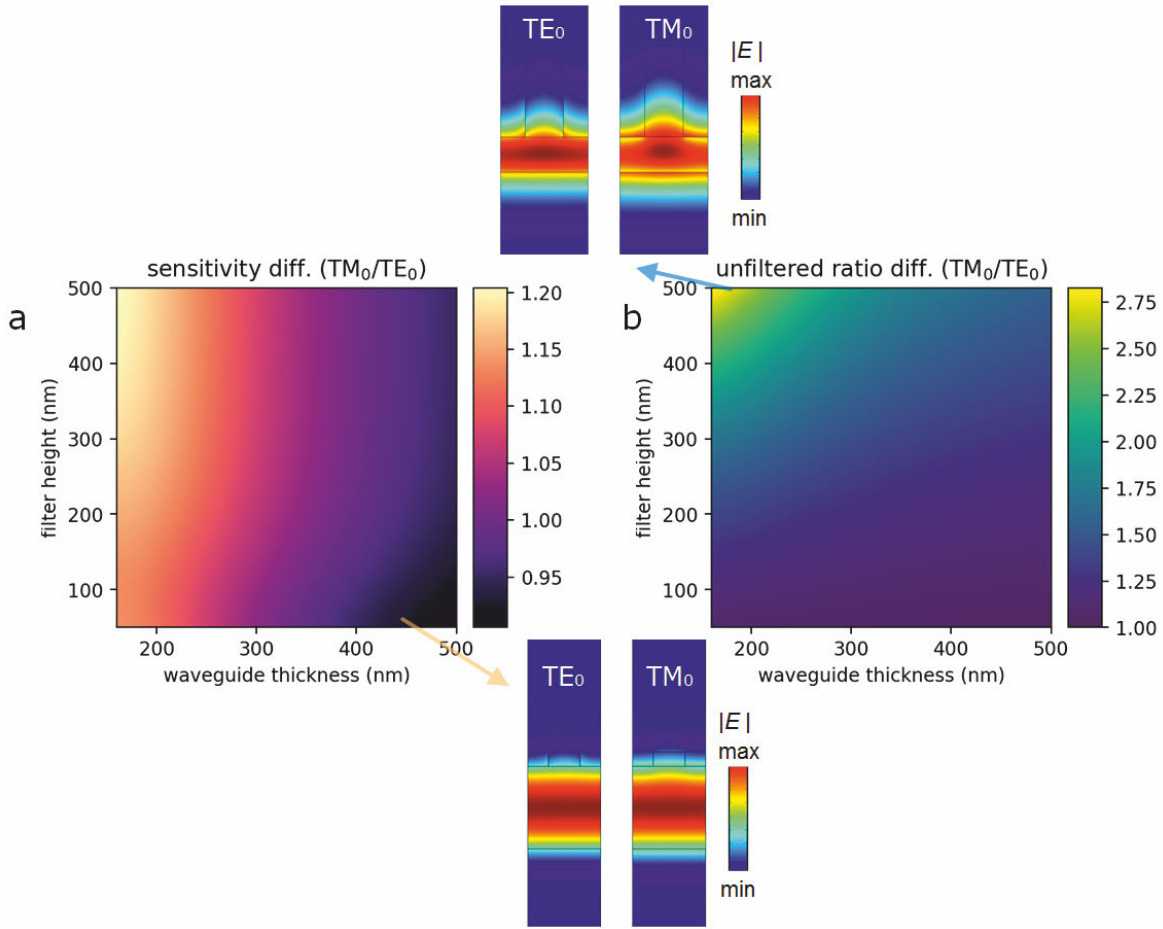 TE₀
TM₀
|E|
max
min
sensitivity diff. (TM₀/TE₀)
unfiltered ratio diff. (TM₀/TE₀)
a
500
400
300
200
100
filter height (nm)
200
300
400
500
waveguide thickness (nm)
1.20
1.15
1.10
1.05
1.00
0.95
b
500
400
300
200
100
filter height (nm)
200
300
400
500
waveguide thickness (nm)
2.75
2.50
2.25
2.00
1.75
1.50
1.25
1.00
TE₀
TM₀
|E|
max
min